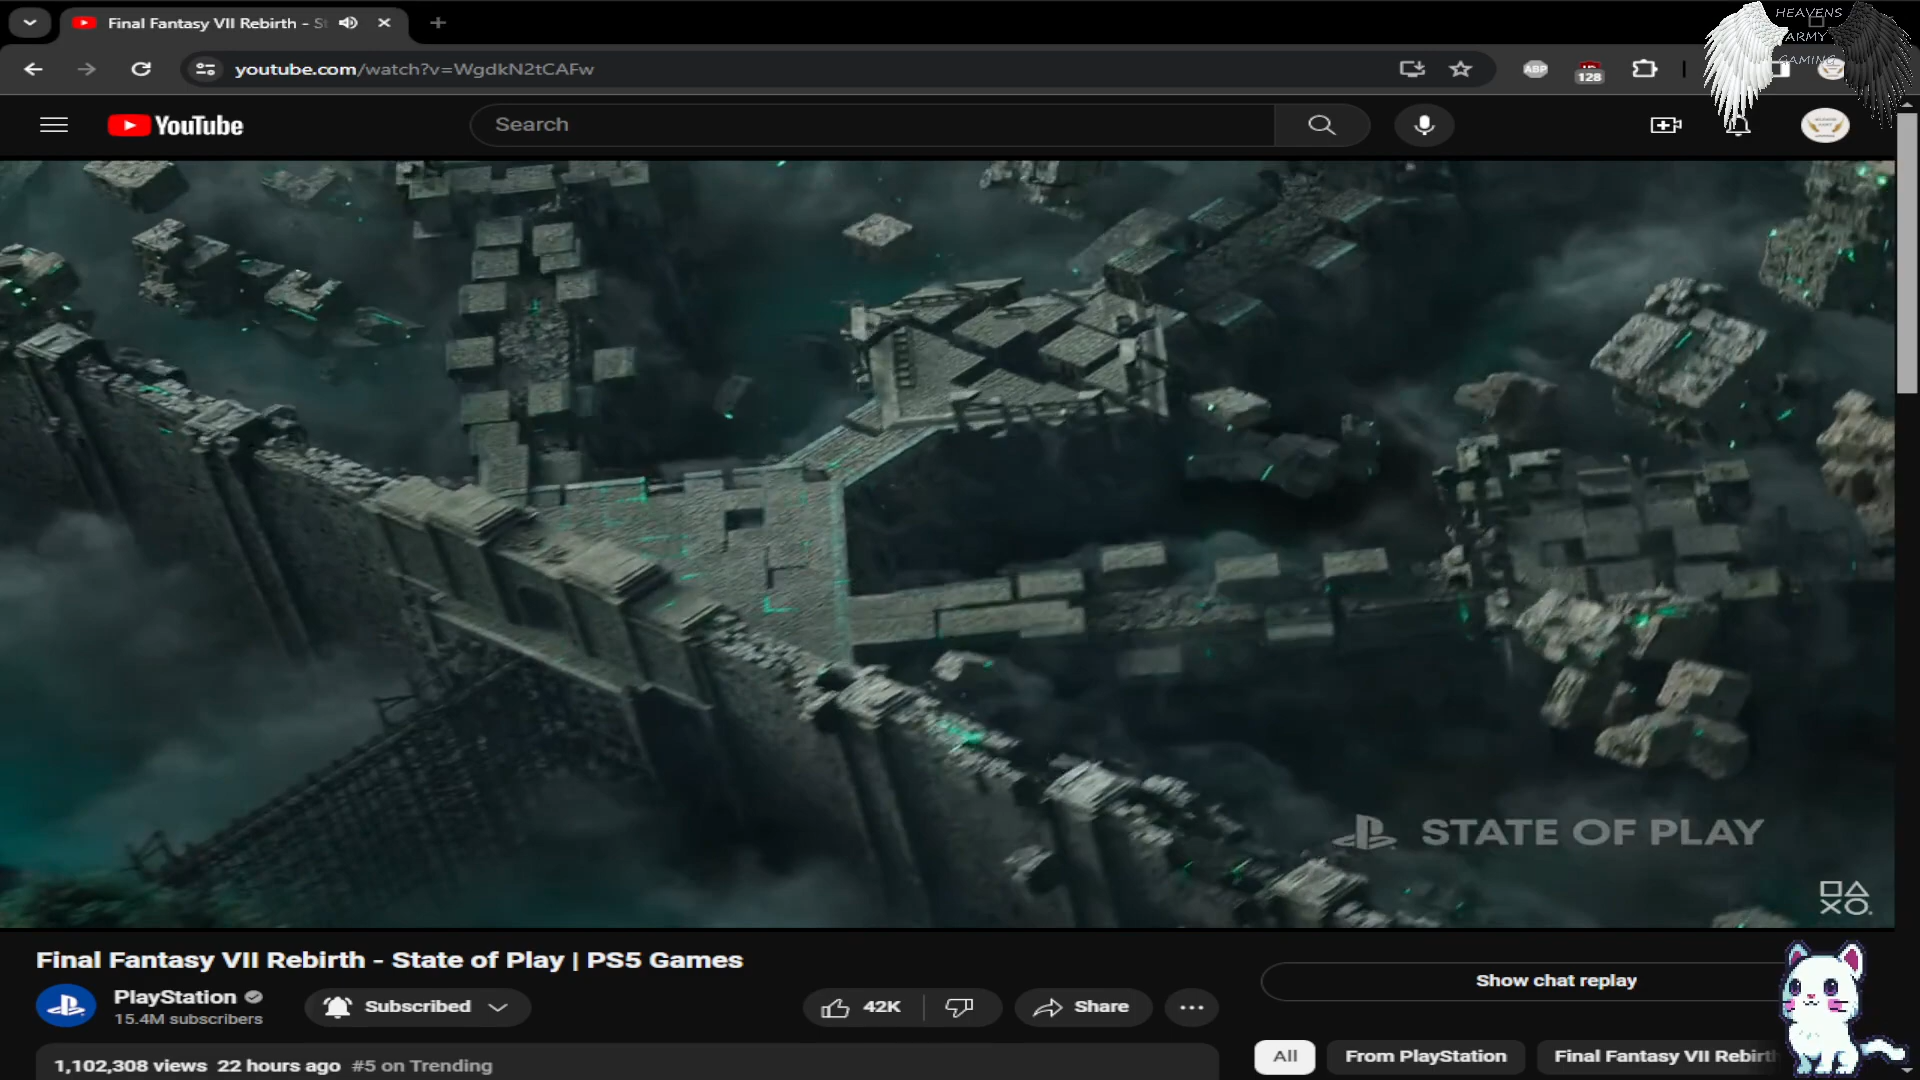 Final Fantasy VII Rebirth - St
HEAVENS
ARMY
GAMING
youtube.com/watch?v=WgdkN2tCAFw
ABP
128
YouTube
Search
STATE OF PLAY
Final Fantasy VII Rebirth - State of Play | PS5 Games
PlayStation
15.4M subscribers
Subscribed
42K
Share
Show chat replay
1,102,308 views 22 hours ago #5 on Trending
All
From PlayStation
Final Fantasy VII Rebirth